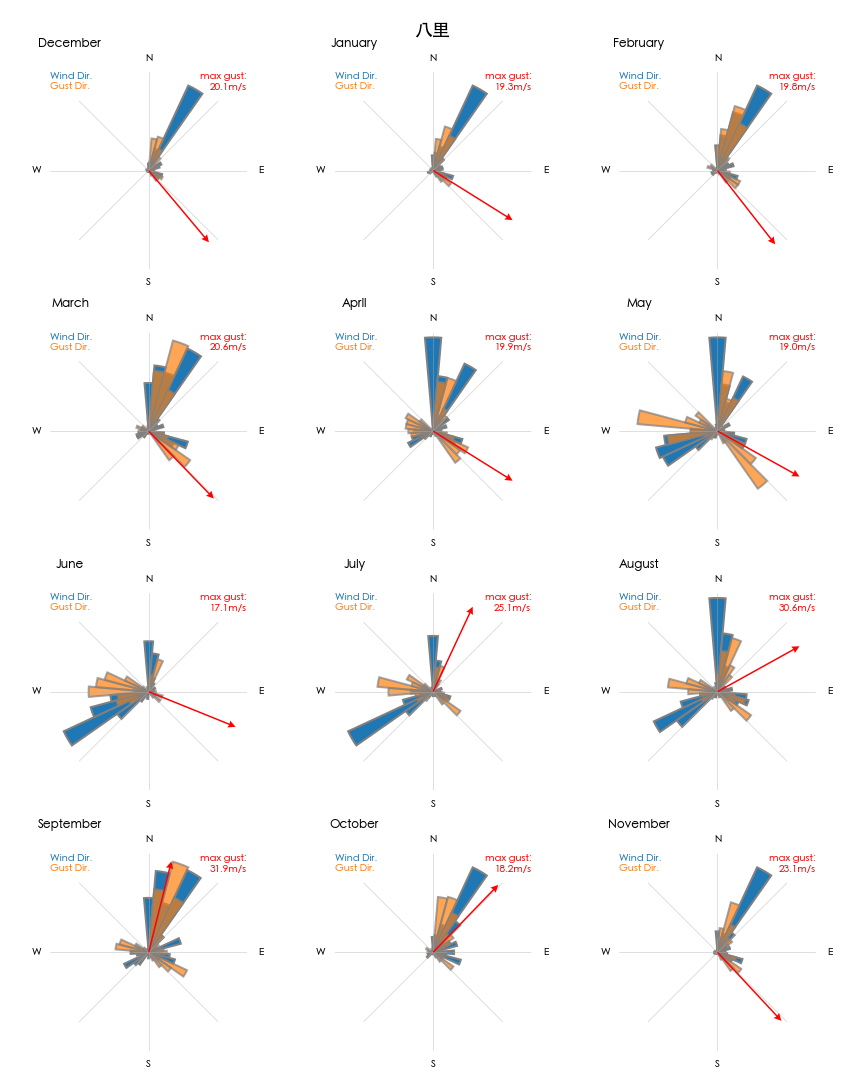 八里
December
January
February
N
N
N
Wind Dir.
Gust Dir.
max gust:
20.1m/s
Wind Dir.
Gust Dir.
max gust:
19.3m/s
Wind Dir.
Gust Dir.
max gust:
19.8m/s
W
E
W
E
W
E
S
S
S
March
April
May
N
N
N
Wind Dir.
Gust Dir.
max gust:
20.6m/s
Wind Dir.
Gust Dir.
max gust:
19.9m/s
Wind Dir.
Gust Dir.
max gust:
19.0m/s
W
E
W
E
W
E
S
S
S
June
July
August
N
N
N
Wind Dir.
Gust Dir.
max gust:
17.1m/s
Wind Dir.
Gust Dir.
max gust:
25.1m/s
Wind Dir.
Gust Dir.
max gust:
30.6m/s
W
E
W
E
W
E
S
S
S
September
October
November
N
N
N
Wind Dir.
Gust Dir.
max gust:
31.9m/s
Wind Dir.
Gust Dir.
max gust:
18.2m/s
Wind Dir.
Gust Dir.
max gust:
23.1m/s
W
E
W
E
W
E
S
S
S